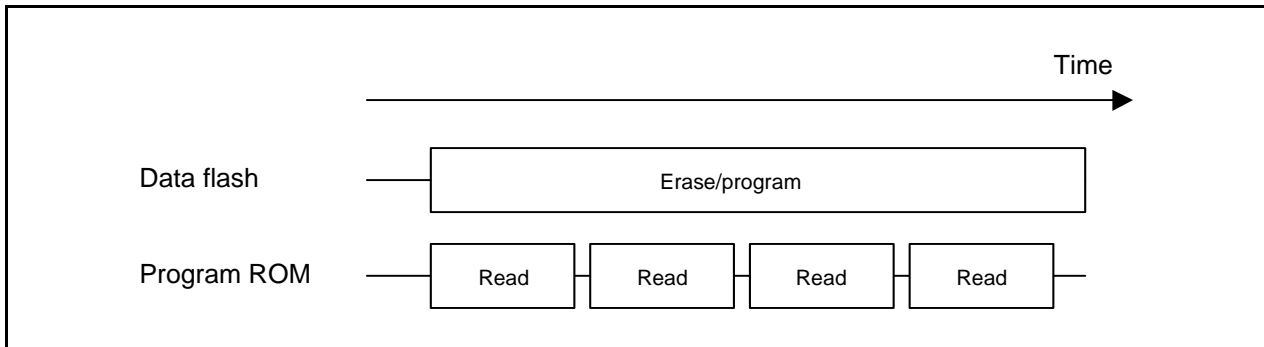 Time
Data flash
Erase/program
Program ROM
Read
Read
Read
Read